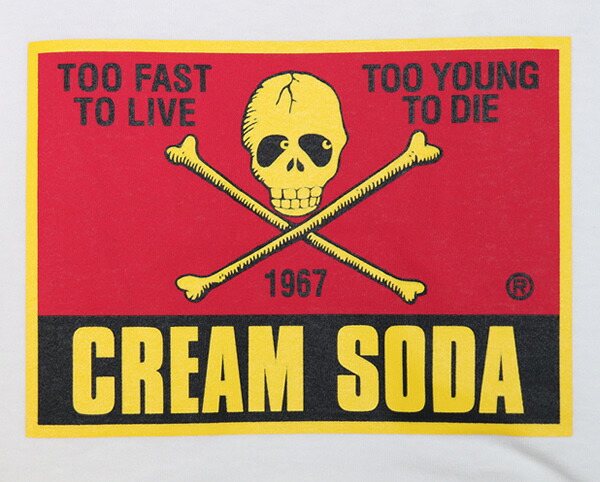 TOO FAST
TO LIVE
TOO YOUNG
TO DIE
1967
®
CREAM SODA